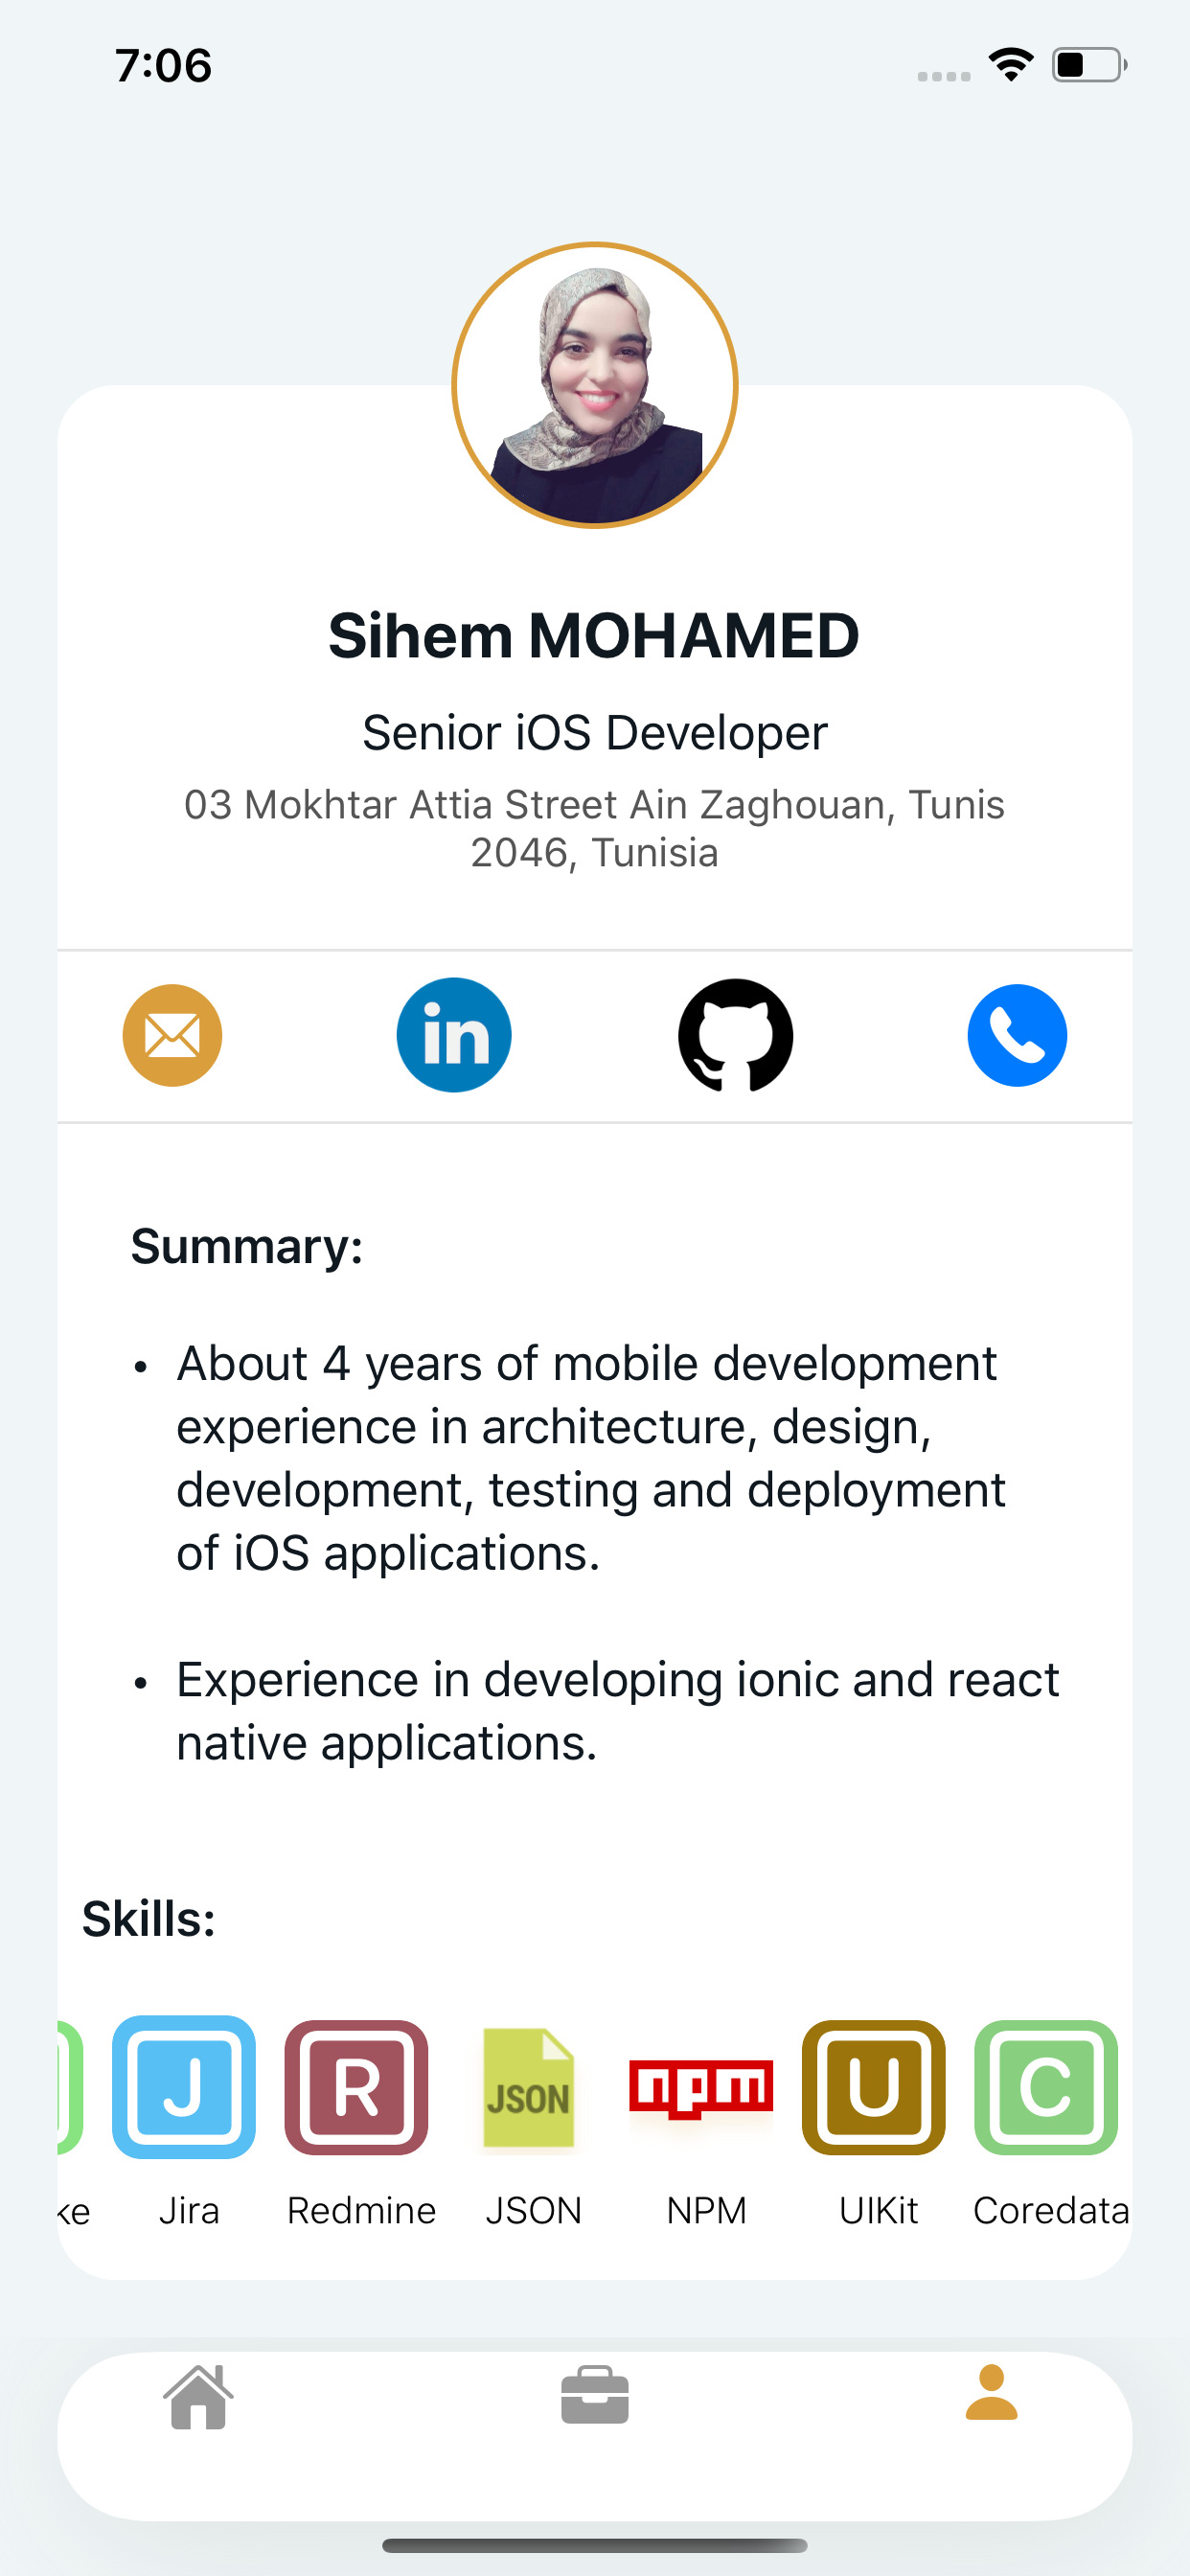 7:06
Sihem MOHAMED
Senior iOS Developer
03 Mokhtar Attia Street Ain Zaghouan, Tunis
2046, Tunisia
in
Summary:
• About 4 years of mobile development
experience in architecture, design,
development, testing and deployment
of iOS applications.
• Experience in developing ionic and react
native applications.
Skills:
J R JSON npm U C
ke Jira Redmine JSON NPM UIKit Coredata